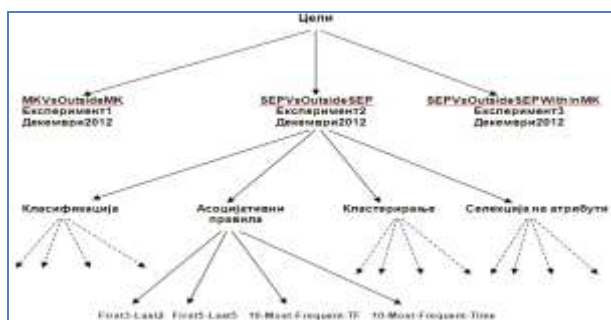 Цели
MKVsOutsideMK
Експеримент1
Декември2012
SEPVsOutsideSEP
Експеримент2
Декември2012
SEPVsOutsideSEPWithinMK
Експеримент3
Декември2012
Класификација
Асоцијативни
правила
Кластерирање
Селекција на атрибути
First3-Last3 First5-Last5 10-Most-Frequent-TF 10-Most-Frequent-Time